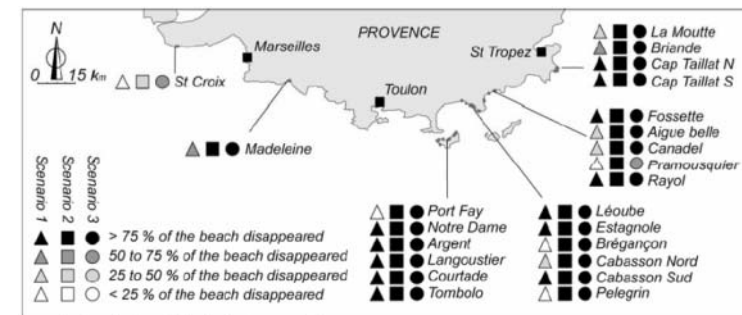 N
0 15 km
PROVENCE
Marseilles
St Tropez
Toulon
St Croix
Madeleine
La Moutte
Briande
Cap Taillat N
Cap Taillat S
Fossette
Aigue belle
Canadel
Pramousquier
Rayol
Scenario 1
Scenario 2
Scenario 3
> 75 % of the beach disappeared
50 to 75 % of the beach disappeared
25 to 50 % of the beach disappeared
< 25 % of the beach disappeared
Port Fay
Notre Dame
Argent
Langoustier
Courtade
Tombolo
Léoube
Estagnole
Brégançon
Cabasson Nord
Cabasson Sud
Pelegrin